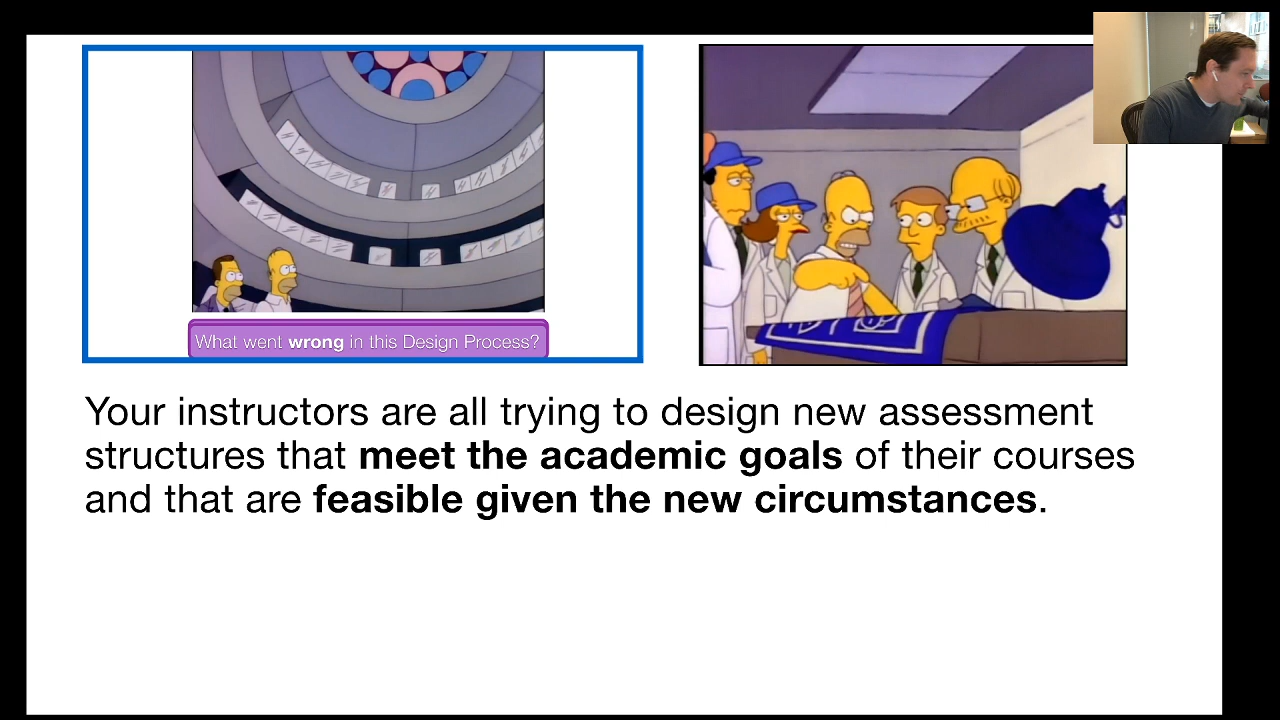 What went wrong in this Design Process?
Your instructors are all trying to design new assessment
structures that meet the academic goals of their courses
and that are feasible given the new circumstances.